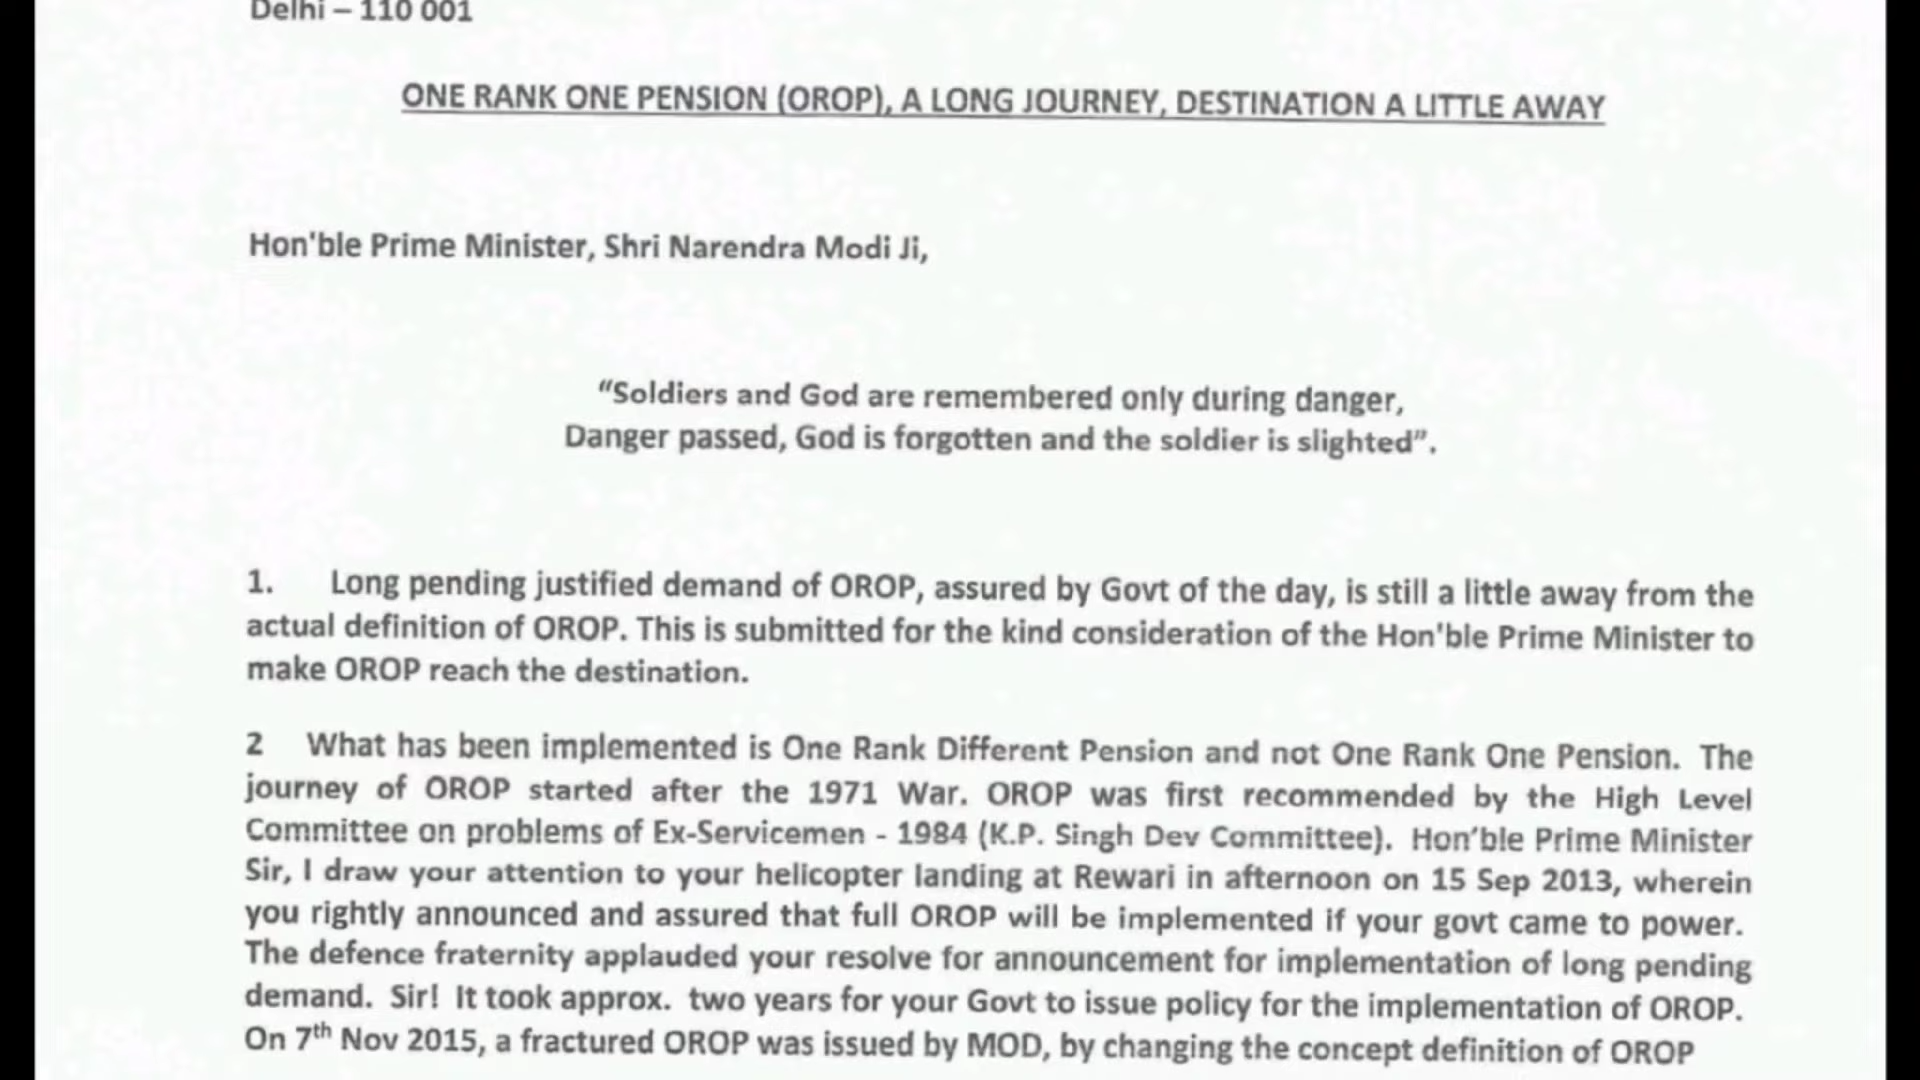 Delhi – 110 001
ONE RANK ONE PENSION (OROP), A LONG JOURNEY, DESTINATION A LITTLE AWAY
Hon'ble Prime Minister, Shri Narendra Modi Ji,
“Soldiers and God are remembered only during danger,
Danger passed, God is forgotten and the soldier is slighted”.
1. Long pending justified demand of OROP, assured by Govt of the day, is still a little away from the
actual definition of OROP. This is submitted for the kind consideration of the Hon'ble Prime Minister to
make OROP reach the destination.
2 What has been implemented is One Rank Different Pension and not One Rank One Pension. The
journey of OROP started after the 1971 War. OROP was first recommended by the High Level
Committee on problems of Ex-Servicemen - 1984 (K.P. Singh Dev Committee). Hon’ble Prime Minister
Sir, I draw your attention to your helicopter landing at Rewari in afternoon on 15 Sep 2013, wherein
you rightly announced and assured that full OROP will be implemented if your govt came to power.
The defence fraternity applauded your resolve for announcement for implementation of long pending
demand. Sir! It took approx. two years for your Govt to issue policy for the implementation of OROP.
On 7th Nov 2015, a fractured OROP was issued by MOD, by changing the concept definition of OROP